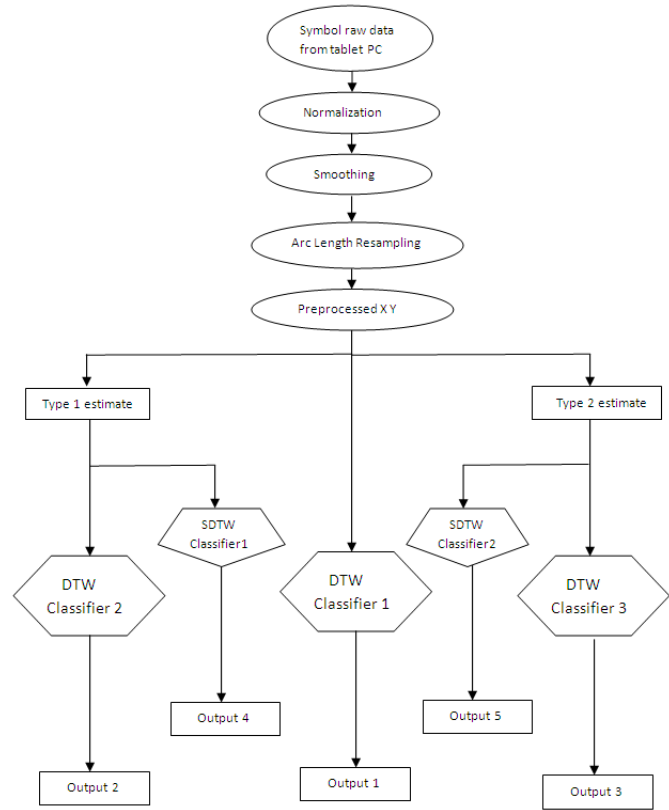 Symbol raw data
from tablet PC
Normalization
Smoothing
Arc Length Resampling
Preprocessed X Y
Type 1 estimate
Type 2 estimate
SDTW
Classifier1
SDTW
Classifier2
DTW
Classifier 2
DTW
Classifier 1
DTW
Classifier 3
Output 4
Output 5
Output 2
Output 1
Output 3